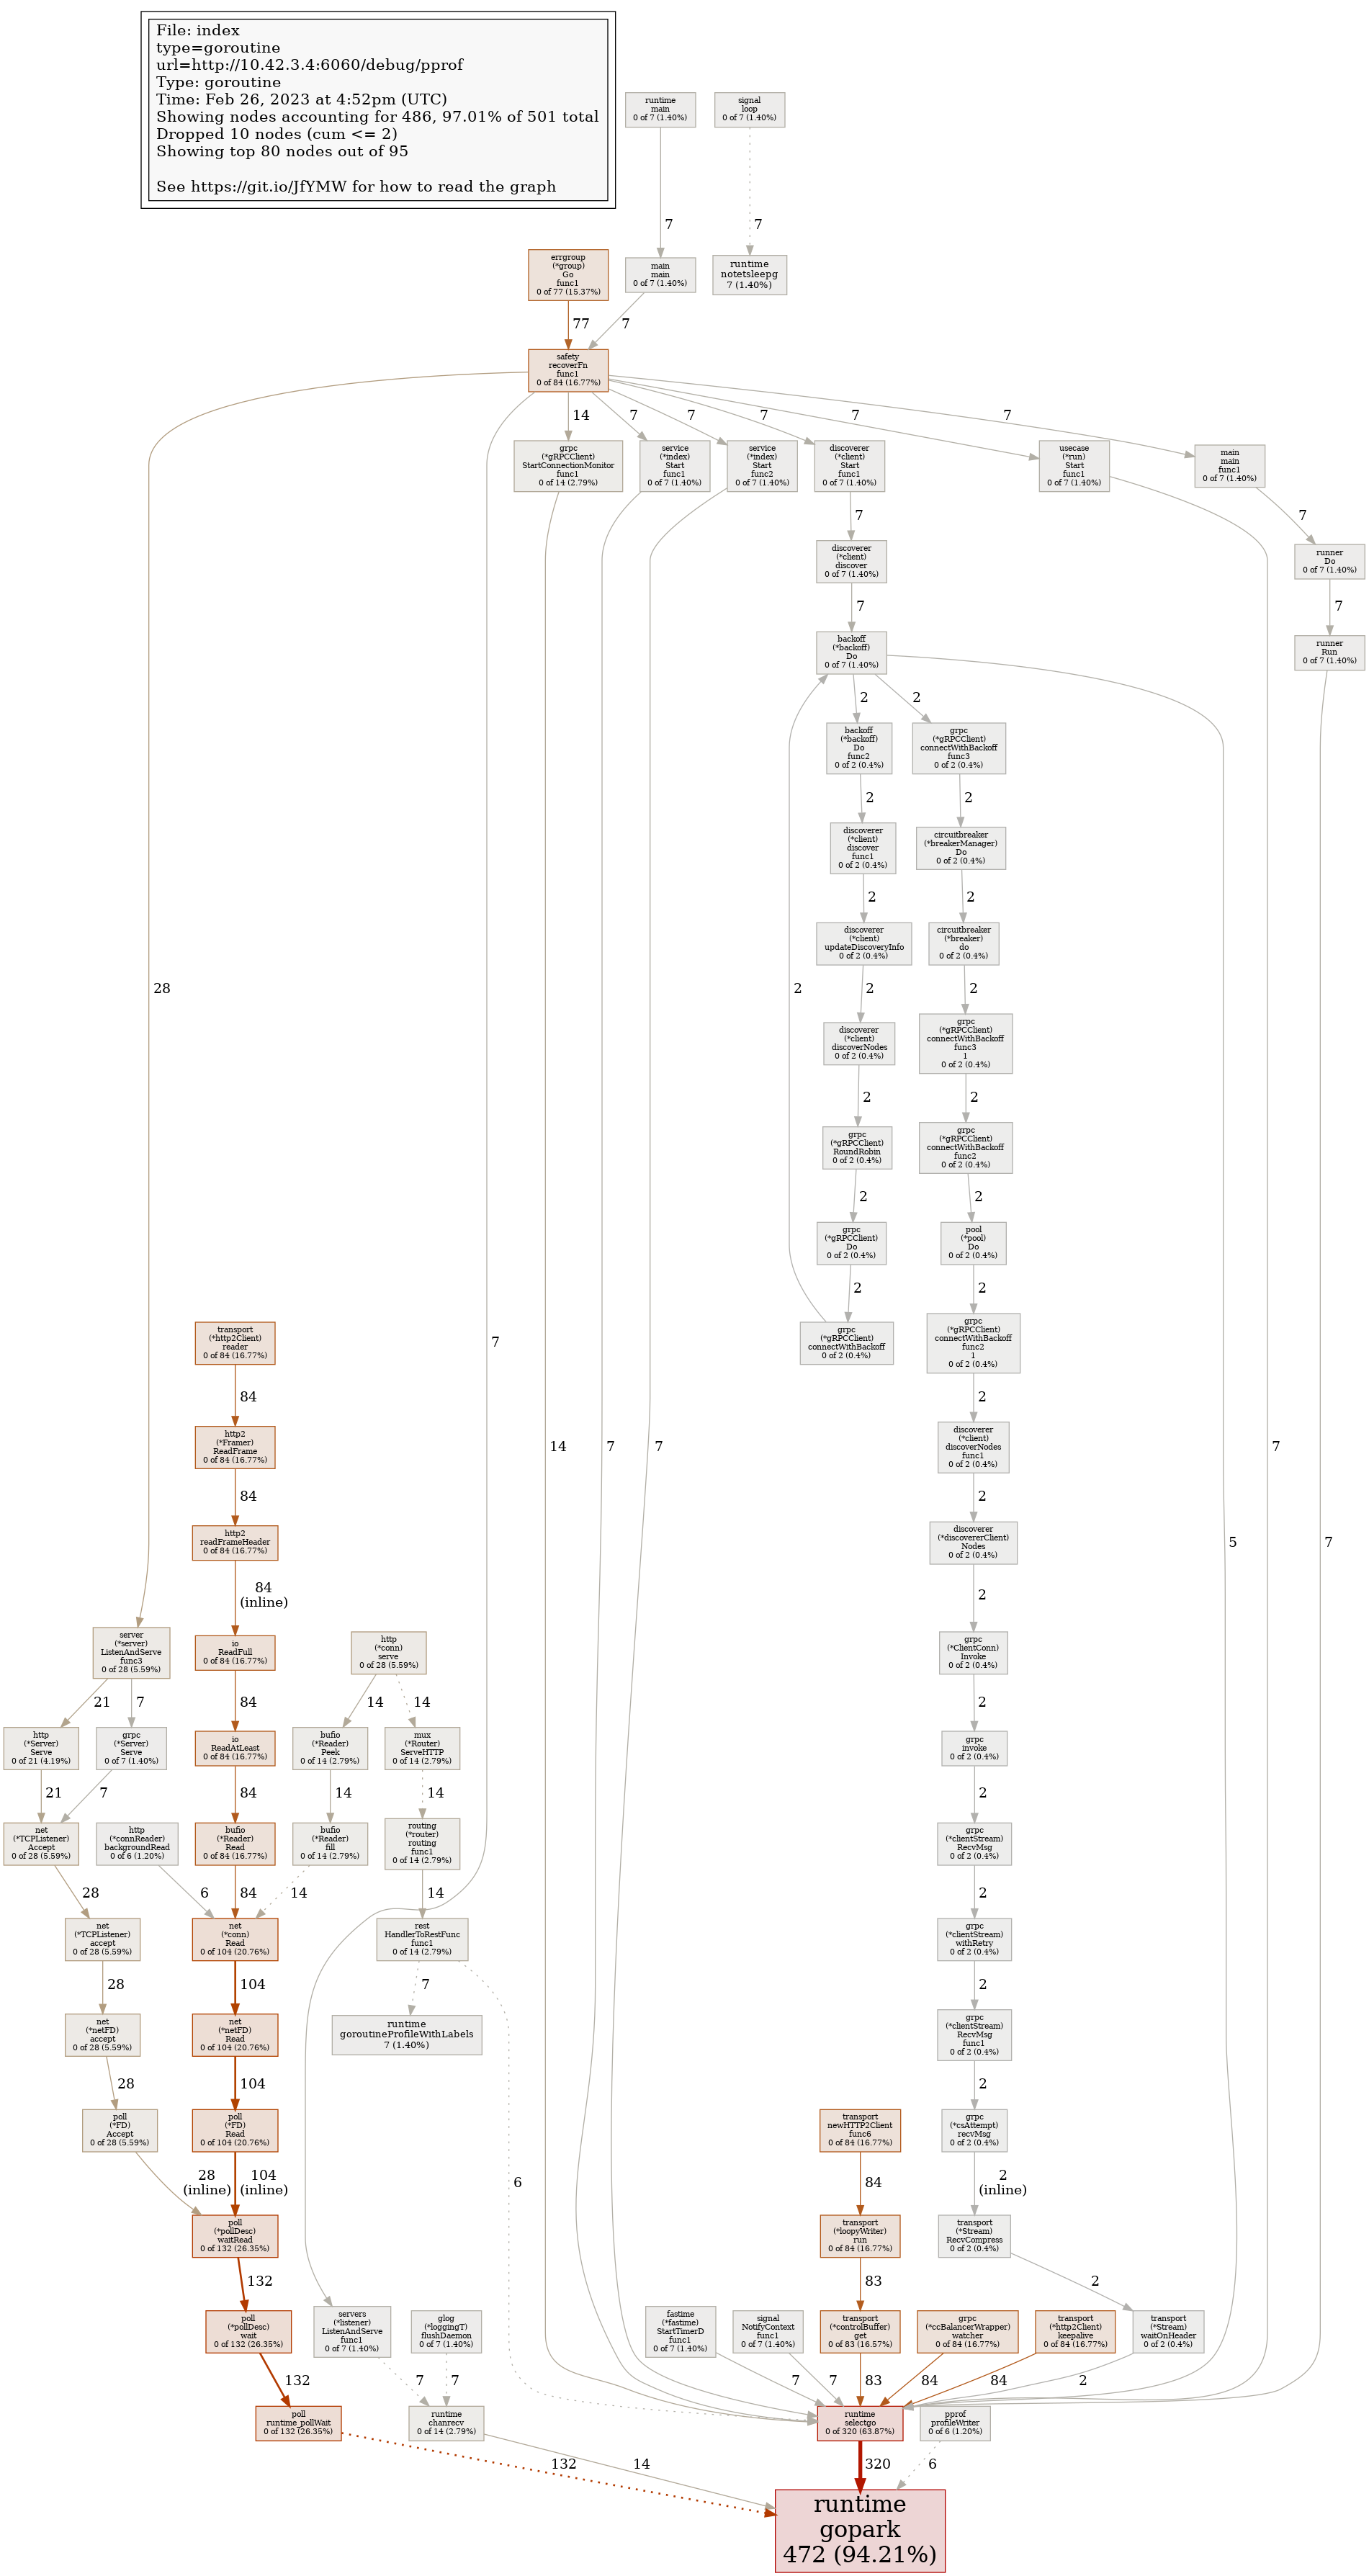 File: index
type=goroutine
url=http://10.42.3.4:6060/debug/pprof
Type: goroutine
Time: Feb 26, 2023 at 4:52pm (UTC)
Showing nodes accounting for 486, 97.01% of 501 total
Dropped 10 nodes (cum <= 2)
Showing top 80 nodes out of 95
See https://git.io/JfYMW for how to read the graph
runtime
main
0 of 7 (1.40%)
signal
loop
0 of 7 (1.40%)
7
7
errgroup
(*group)
Go
func1
0 of 77 (15.37%)
main
main
0 of 7 (1.40%)
runtime
notetsleepg
7 (1.40%)
77
7
safety
recoverFn
func1
0 of 84 (16.77%)
14
7
7
7
7
7
grpc
(*gRPCClient)
StartConnectionMonitor
func1
0 of 14 (2.79%)
service
(*index)
Start
func1
0 of 7 (1.40%)
service
(*index)
Start
func2
0 of 7 (1.40%)
discoverer
(*client)
Start
func1
0 of 7 (1.40%)
usecase
(*run)
Start
func1
0 of 7 (1.40%)
main
main
func1
0 of 7 (1.40%)
7
7
discoverer
(*client)
discover
0 of 7 (1.40%)
runner
Do
0 of 7 (1.40%)
7
7
backoff
(*backoff)
Do
0 of 7 (1.40%)
runner
Run
0 of 7 (1.40%)
2
2
backoff
(*backoff)
Do
func2
0 of 2 (0.4%)
grpc
(*gRPCClient)
connectWithBackoff
func3
0 of 2 (0.4%)
2
2
discoverer
(*client)
discover
func1
0 of 2 (0.4%)
circuitbreaker
(*breakerManager)
Do
0 of 2 (0.4%)
2
2
discoverer
(*client)
updateDiscoveryInfo
0 of 2 (0.4%)
circuitbreaker
(*breaker)
do
0 of 2 (0.4%)
28
2
2
2
discoverer
(*client)
discoverNodes
0 of 2 (0.4%)
grpc
(*gRPCClient)
connectWithBackoff
func3
1
0 of 2 (0.4%)
2
2
grpc
(*gRPCClient)
RoundRobin
0 of 2 (0.4%)
grpc
(*gRPCClient)
connectWithBackoff
func2
0 of 2 (0.4%)
2
2
grpc
(*gRPCClient)
Do
0 of 2 (0.4%)
pool
(*pool)
Do
0 of 2 (0.4%)
2
2
transport
(*http2Client)
reader
0 of 84 (16.77%)
7
grpc
(*gRPCClient)
connectWithBackoff
0 of 2 (0.4%)
grpc
(*gRPCClient)
connectWithBackoff
func2
1
0 of 2 (0.4%)
84
2
http2
(*Framer)
ReadFrame
0 of 84 (16.77%)
14
7
7
discoverer
(*client)
discoverNodes
func1
0 of 2 (0.4%)
7
84
2
http2
readFrameHeader
0 of 84 (16.77%)
discoverer
(*discovererClient)
Nodes
0 of 2 (0.4%)
5
7
84
(inline)
2
server
(*server)
ListenAndServe
func3
0 of 28 (5.59%)
io
ReadFull
0 of 84 (16.77%)
http
(*conn)
serve
0 of 28 (5.59%)
grpc
(*ClientConn)
Invoke
0 of 2 (0.4%)
21
7
84
14
14
2
http
(*Server)
Serve
0 of 21 (4.19%)
grpc
(*Server)
Serve
0 of 7 (1.40%)
io
ReadAtLeast
0 of 84 (16.77%)
bufio
(*Reader)
Peek
0 of 14 (2.79%)
mux
(*Router)
ServeHTTP
0 of 14 (2.79%)
grpc
invoke
0 of 2 (0.4%)
21
7
84
14
14
2
net
(*TCPListener)
Accept
0 of 28 (5.59%)
http
(*connReader)
backgroundRead
0 of 6 (1.20%)
bufio
(*Reader)
Read
0 of 84 (16.77%)
bufio
(*Reader)
fill
0 of 14 (2.79%)
routing
(*router)
routing
func1
0 of 14 (2.79%)
grpc
(*clientStream)
RecvMsg
0 of 2 (0.4%)
28
6
84
14
14
2
net
(*TCPListener)
accept
0 of 28 (5.59%)
net
(*conn)
Read
0 of 104 (20.76%)
rest
HandlerToRestFunc
func1
0 of 14 (2.79%)
grpc
(*clientStream)
withRetry
0 of 2 (0.4%)
28
104
7
2
net
(*netFD)
accept
0 of 28 (5.59%)
net
(*netFD)
Read
0 of 104 (20.76%)
runtime
goroutineProfileWithLabels
7 (1.40%)
grpc
(*clientStream)
RecvMsg
func1
0 of 2 (0.4%)
28
104
2
poll
(*FD)
Accept
0 of 28 (5.59%)
poll
(*FD)
Read
0 of 104 (20.76%)
transport
newHTTP2Client
func6
0 of 84 (16.77%)
grpc
(*csAttempt)
recvMsg
0 of 2 (0.4%)
28
(inline)
104
(inline)
6
84
2
(inline)
poll
(*pollDesc)
waitRead
0 of 132 (26.35%)
transport
(*loopyWriter)
run
0 of 84 (16.77%)
transport
(*Stream)
RecvCompress
0 of 2 (0.4%)
132
83
2
poll
(*pollDesc)
wait
0 of 132 (26.35%)
servers
(*listener)
ListenAndServe
func1
0 of 7 (1.40%)
glog
(*loggingT)
flushDaemon
0 of 7 (1.40%)
fastime
(*fastime)
StartTimerD
func1
0 of 7 (1.40%)
signal
NotifyContext
func1
0 of 7 (1.40%)
transport
(*controlBuffer)
get
0 of 83 (16.57%)
grpc
(*ccBalancerWrapper)
watcher
0 of 84 (16.77%)
transport
(*http2Client)
keepalive
0 of 84 (16.77%)
transport
(*Stream)
waitOnHeader
0 of 2 (0.4%)
132
7
7
7
7
83
84
84
2
poll
runtime_pollWait
0 of 132 (26.35%)
runtime
chanrecv
0 of 14 (2.79%)
runtime
selectgo
0 of 320 (63.87%)
pprof
profileWriter
0 of 6 (1.20%)
132
14
320
6
runtime
gopark
472 (94.21%)